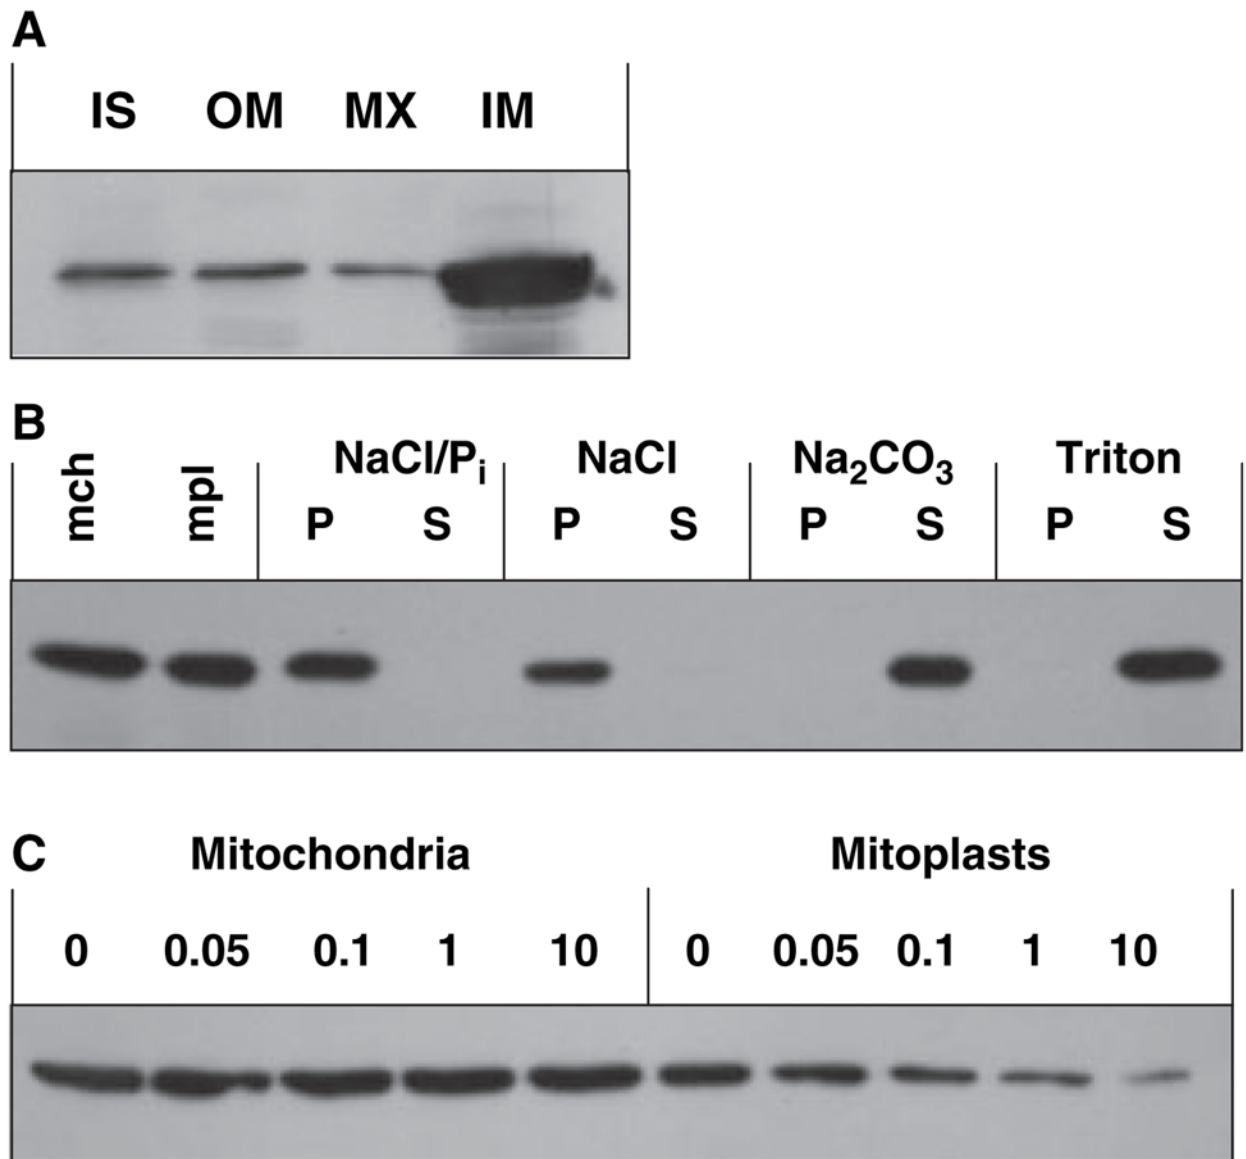 A
IS OM MX IM
B
mch mpl NaCl/Pi NaCl Na2CO3 Triton
P S P S P S P S
C Mitochondria Mitoplasts
0 0.05 0.1 1 10 0 0.05 0.1 1 10